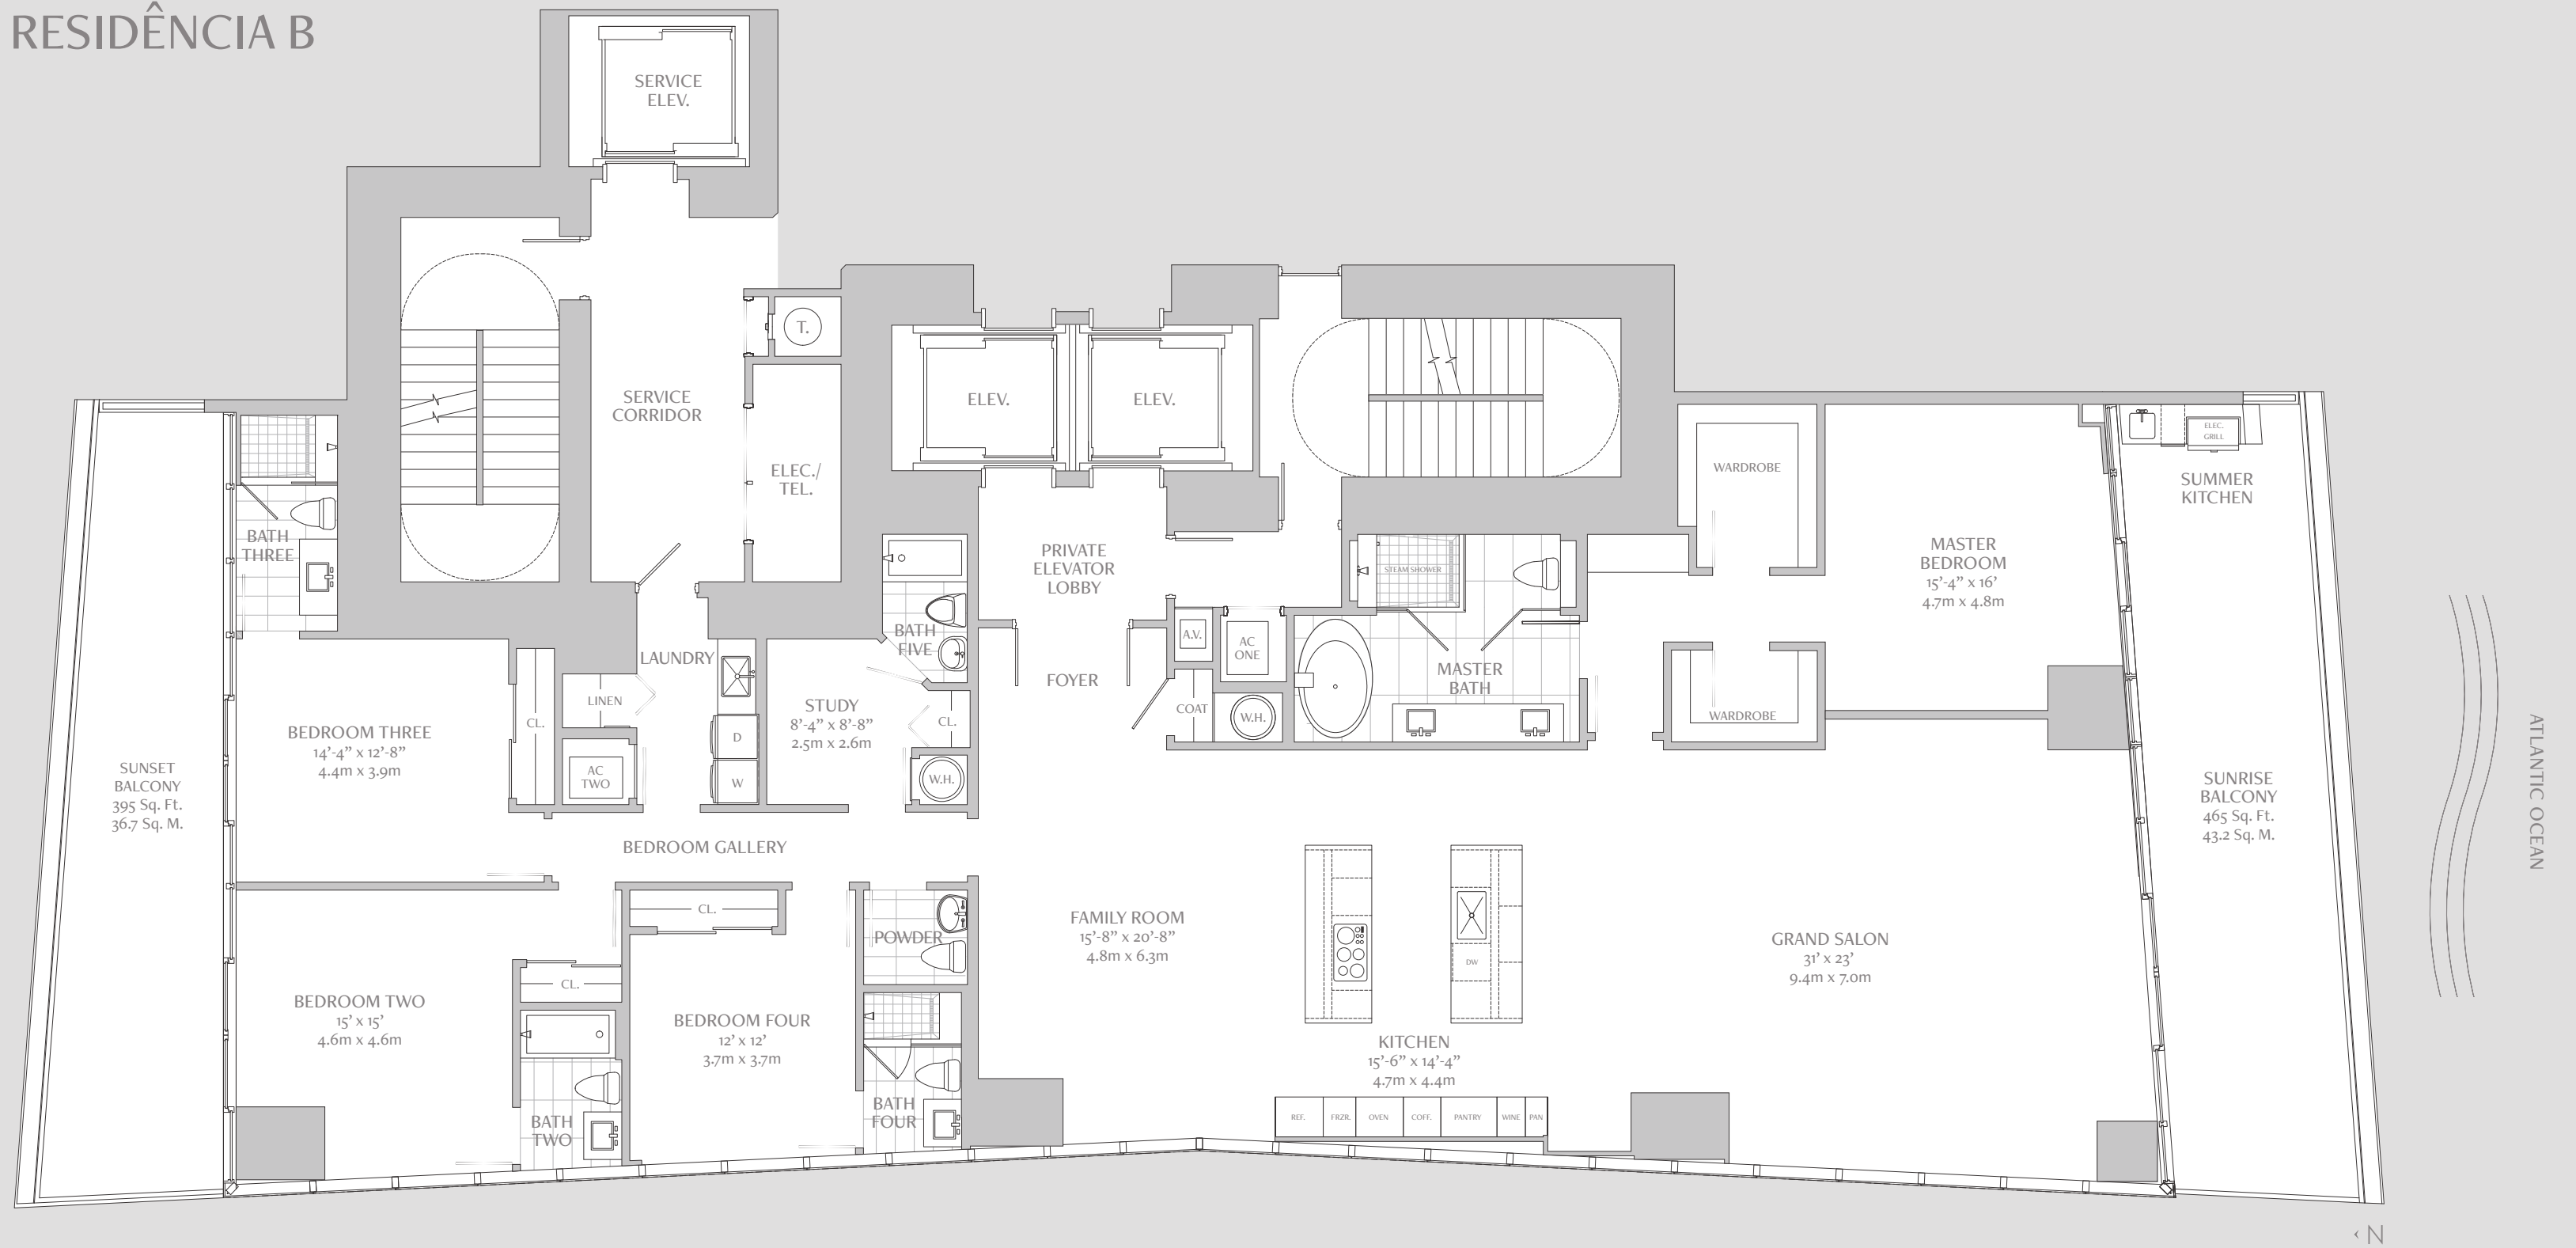 RESIDÊNCIA B
SERVICE
ELEV.
SERVICE
CORRIDOR
T.
ELEC./
TEL.
ELEV.
ELEV.
PRIVATE
ELEVATOR
LOBBY
FOYER
A.V.
AC
ONE
COAT
W.H.
STEAM SHOWER
MASTER
BATH
WARDROBE
WARDROBE
MASTER
BEDROOM
15’-4” x 16’
4.7m x 4.8m
ELEC.
GRILL
SUMMER
KITCHEN
SUNRISE
BALCONY
465 Sq. Ft.
43.2 Sq. M.
ATLANTIC OCEAN
BATH
THREE
BEDROOM THREE
14’-4” x 12’-8”
4.4m x 3.9m
CL.
SUNSET
BALCONY
395 Sq. Ft.
36.7 Sq. M.
LAUNDRY
LINEN
AC
TWO
D
W
STUDY
8’-4” x 8’-8”
2.5m x 2.6m
BATH
FIVE
CL.
W.H.
BEDROOM GALLERY
BEDROOM TWO
15’ x 15’
4.6m x 4.6m
CL.
BATH
TWO
CL.
BEDROOM FOUR
12’ x 12’
3.7m x 3.7m
POWDER
BATH
FOUR
FAMILY ROOM
15’-8” x 20’-8”
4.8m x 6.3m
DW
KITCHEN
15’-6” x 14’-4”
4.7m x 4.4m
REF.
FRZR.
OVEN
COFF.
PANTRY
WINE
PAN
GRAND SALON
31’ x 23’
9.4m x 7.0m
‹ N